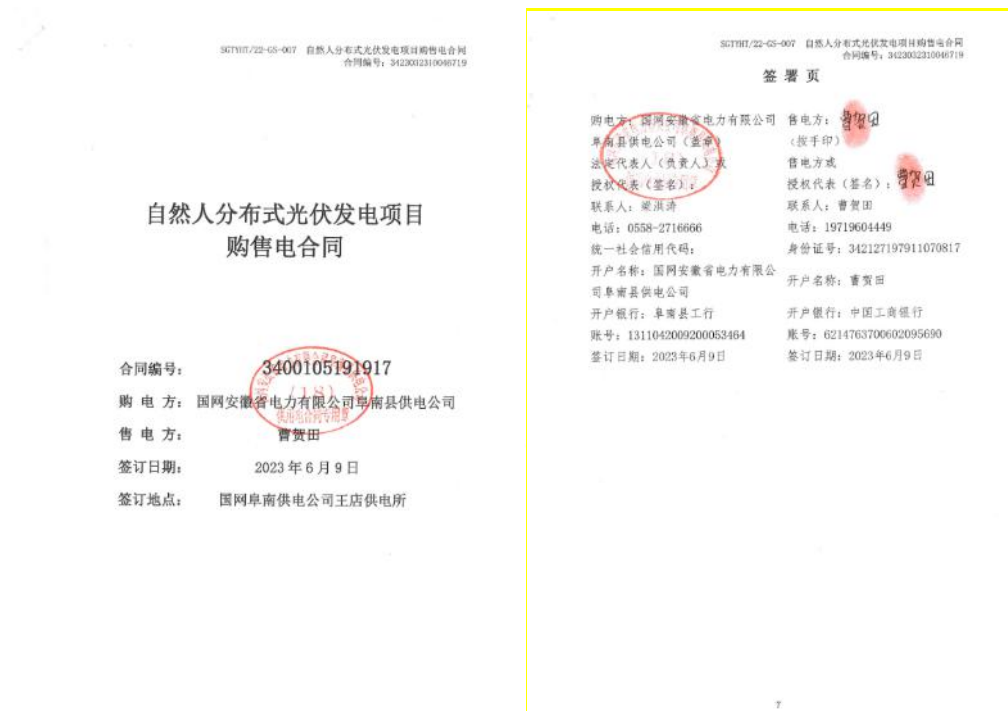 SGTYHT/22-GS-007 自然人分布式光伏发电项目购售电合同
合同编号：3423032310046719
自然人分布式光伏发电项目
购售电合同
合同编号： 3400105191917
购 电 方： 国网安徽省电力有限公司阜南县供电公司
售 电 方： 曹贺田
签订日期： 2023 年 6 月 9 日
签订地点： 国网阜南供电公司王店供电所
(18)
供用电合同专用章
SGTYHT/22-GS-007 自然人分布式光伏发电项目购售电合同
合同编号：3423032310046719
签 署 页
购电方：国网安徽省电力有限公司
阜南县供电公司（盖章）
法定代表人（负责人）或
授权代表（签名）：
联系人：梁洪涛
电话：0558-2716666
统一社会信用代码：
开户名称：国网安徽省电力有限公
司阜南县供电公司
开户银行：阜南县工行
账号：1311042009200053464
签订日期：2023年6月9日
售电方：曹贺田
（按手印）
售电方或
授权代表（签名）：曹贺田
联系人：曹贺田
电话：19719604449
身份证号：342127197911070817
开户名称：曹贺田
开户银行：中国工商银行
账号：6214763700602095690
签订日期：2023年6月9日
7